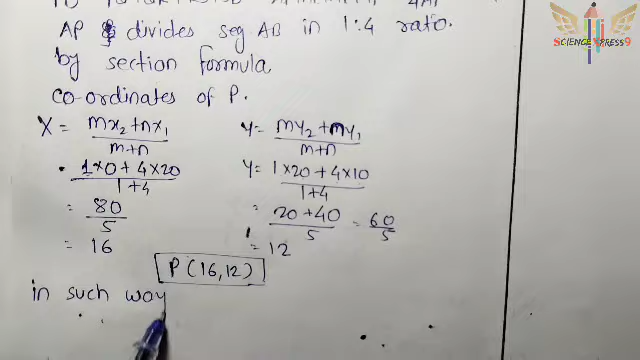 AP divides seg AB in 1:4 ratio.
by section formula
co-ordinates of P.
x = mx₂+nx₁ / m+n
y = my₂+ny₁ / m+n
1×0+4×20 / 1+4
y = 1×20+4×10 / 1+4
= 80/5
= 20+40 / 5 = 60/5
= 16
= 12
P(16,12)
in such way
SCIENCE XPRESS 9